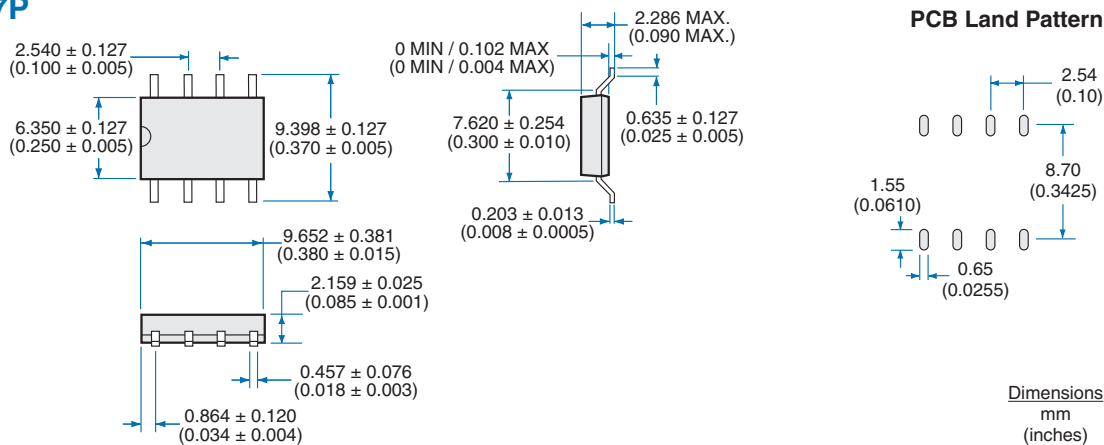 2.540 ± 0.127
(0.100 ± 0.005)
6.350 ± 0.127
(0.250 ± 0.005)
9.398 ± 0.127
(0.370 ± 0.005)
9.652 ± 0.381
(0.380 ± 0.015)
2.159 ± 0.025
(0.085 ± 0.001)
0.457 ± 0.076
(0.018 ± 0.003)
0.864 ± 0.120
(0.034 ± 0.004)
2.286 MAX.
(0.090 MAX.)
0 MIN / 0.102 MAX
(0 MIN / 0.004 MAX)
7.620 ± 0.254
(0.300 ± 0.010)
0.635 ± 0.127
(0.025 ± 0.005)
0.203 ± 0.013
(0.008 ± 0.0005)
PCB Land Pattern
2.54
(0.10)
8.70
(0.3425)
1.55
(0.0610)
0.65
(0.0255)
Dimensions
mm
(inches)